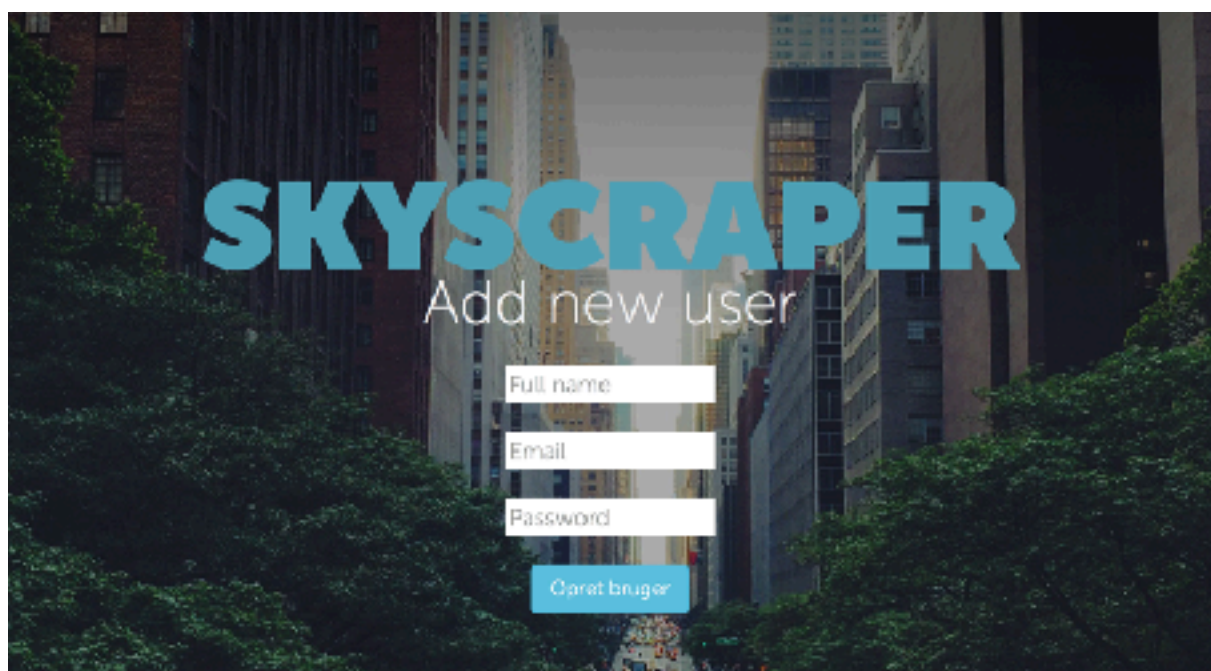 SKYSCRAPER
Add new user
Full name
Email
Password
Opret bruger